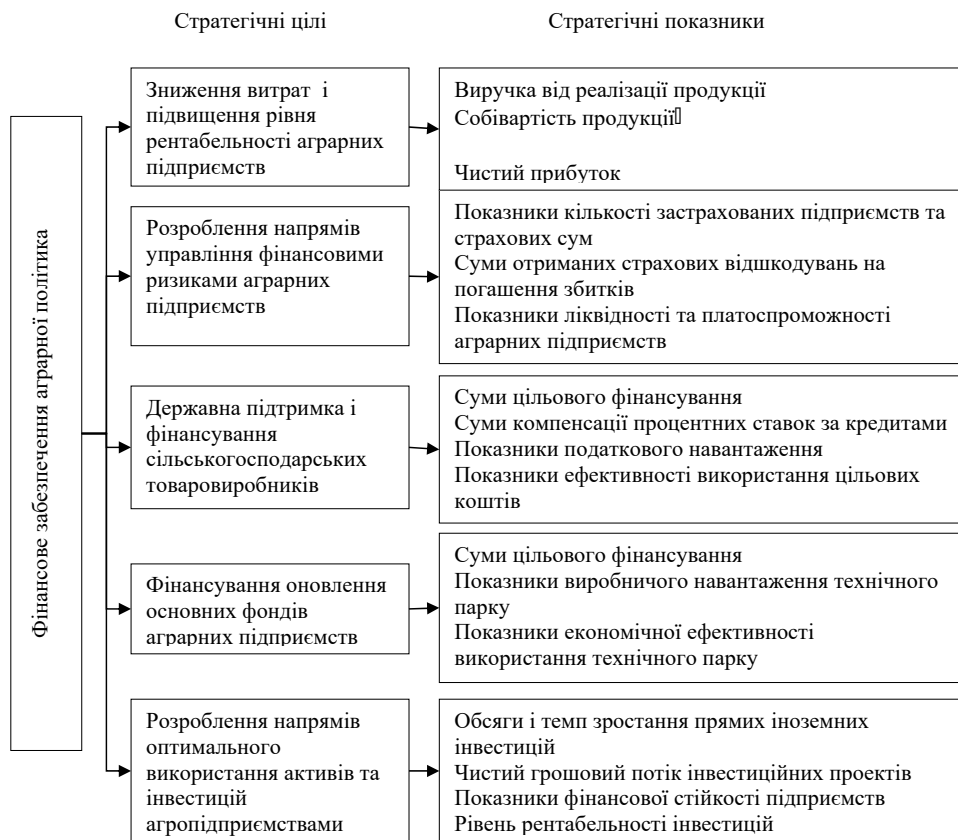 Стратегічні цілі
Стратегічні показники
Фінансове забезпечення аграрної політика
Зниження витрат і
підвищення рівня
рентабельності аграрних
підприємств
Виручка від реалізації продукції
Собівартість продукції
Чистий прибуток
Розроблення напрямів
управління фінансовими
ризиками аграрних
підприємств
Показники кількості застрахованих підприємств та
страхових сум
Суми отриманих страхових відшкодувань на
погашення збитків
Показники ліквідності та платоспроможності
аграрних підприємств
Державна підтримка і
фінансування
сільськогосподарських
товаровиробників
Суми цільового фінансування
Суми компенсації процентних ставок за кредитами
Показники податкового навантаження
Показники ефективності використання цільових
коштів
Фінансування оновлення
основних фондів
аграрних підприємств
Суми цільового фінансування
Показники виробничого навантаження технічного
парку
Показники економічної ефективності
використання технічного парку
Розроблення напрямів
оптимального
використання активів та
інвестицій
агропідприємствами
Обсяги і темп зростання прямих іноземних
інвестицій
Чистий грошовий потік інвестиційних проектів
Показники фінансової стійкості підприємств
Рівень рентабельності інвестицій